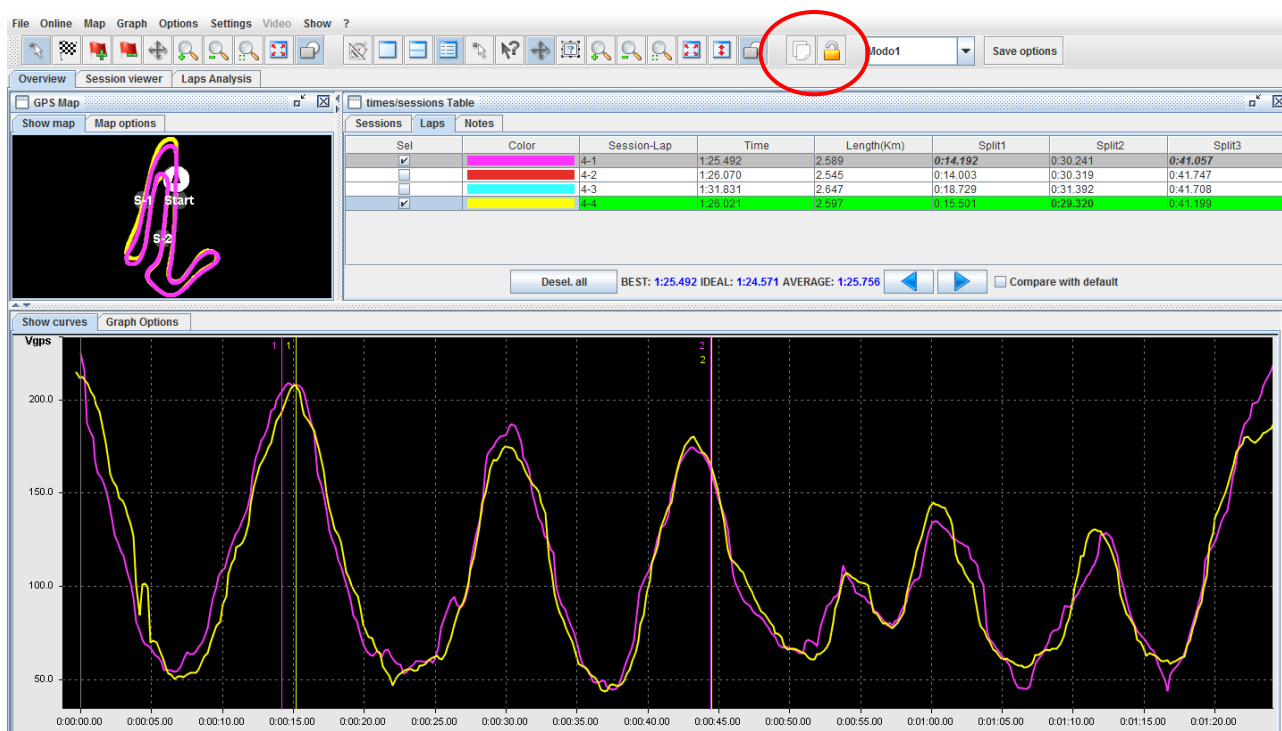 File Online Map Graph Options Settings Video Show ?
Modo1 Save options
Overview Session viewer Laps Analysis
GPS Map
Show map Map options
S-1 Start
S-2
times/sessions Table
Sessions Laps Notes
Sel Color Session-Lap Time Length(Km) Split1 Split2 Split3
4-1 1:25.492 2.589 0:14.192 0:30.241 0:41.057
4-2 1:26.070 2.545 0:14.003 0:30.319 0:41.747
4-3 1:31.831 2.647 0:18.729 0:31.392 0:41.708
4-4 1:26.021 2.597 0:15.501 0:29.320 0:41.199
Desel. all BEST: 1:25.492 IDEAL: 1:24.571 AVERAGE: 1:25.756 Compare with default
Show curves Graph Options
Vgps
1 1
2
2
200.0
150.0
100.0
50.0
0:00:00.00 0:00:05.00 0:00:10.00 0:00:15.00 0:00:20.00 0:00:25.00 0:00:30.00 0:00:35.00 0:00:40.00 0:00:45.00 0:00:50.00 0:00:55.00 0:01:00.00 0:01:05.00 0:01:10.00 0:01:15.00 0:01:20.00